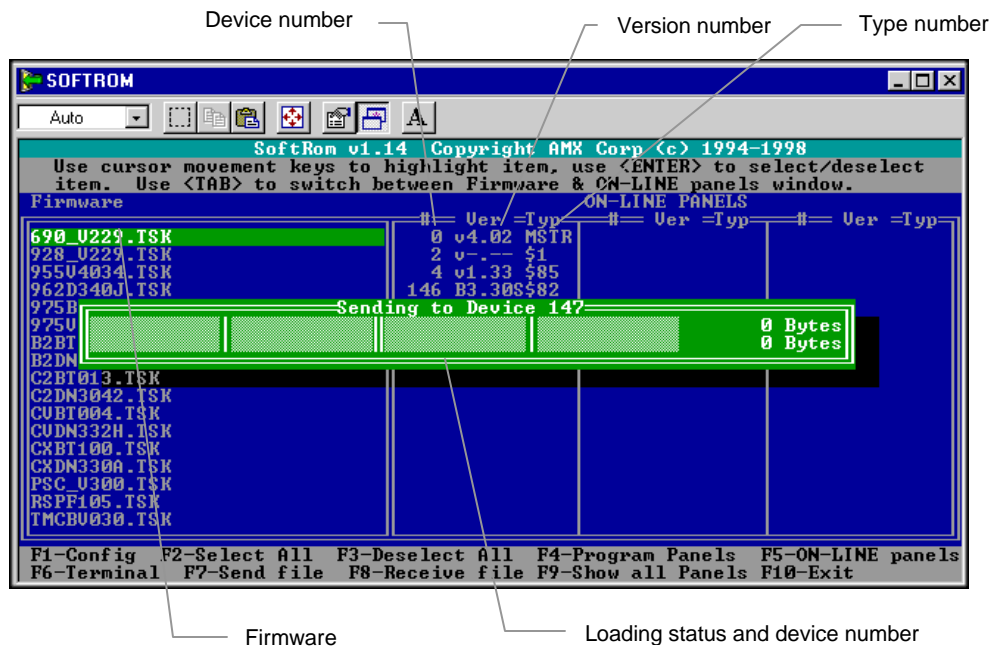 Device number
Version number
Type number
SOFTROM
Auto
A
SoftRom v1.14 Copyright AMX Corp (c) 1994-1998
Use cursor movement keys to highlight item, use <ENTER> to select/deselect
item. Use <TAB> to switch between Firmware & ON-LINE panels window.
Firmware ON-LINE PANELS
# Ver Typ # Ver Typ # Ver Typ
690_V229.TSK 0 v4.02 MSTR
928_V229.TSK 2 v-.-- $1
955V4034.TSK 4 v1.33 $85
962D340J.TSK 146 B3.30S$82
975B
Sending to Device 147
975V 0 Bytes
B2BT 0 Bytes
B2DN
C2BT013.TSK
C2DN3042.TSK
CVBT004.TSK
CVDN332H.TSK
CXBT100.TSK
CXDN330A.TSK
PSC_V300.TSK
RSPF105.TSK
TMCBV030.TSK
F1-Config F2-Select All F3-Deselect All F4-Program Panels F5-ON-LINE panels
F6-Terminal F7-Send file F8-Receive file F9-Show all Panels F10-Exit
Firmware
Loading status and device number